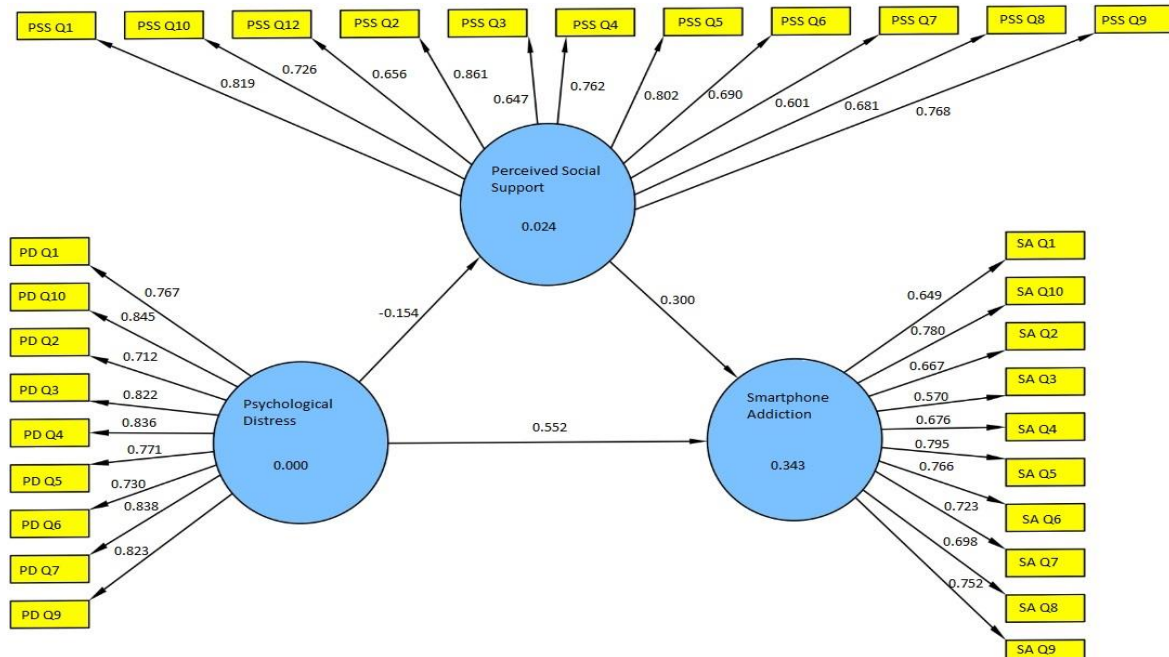 PSS Q1
PSS Q10
PSS Q12
PSS Q2
PSS Q3
PSS Q4
PSS Q5
PSS Q6
PSS Q7
PSS Q8
PSS Q9
0.819
0.726
0.656
0.861
0.647
0.762
0.802
0.690
0.601
0.681
0.768
Perceived Social
Support
0.024
PD Q1
PD Q10
PD Q2
PD Q3
PD Q4
PD Q5
PD Q6
PD Q7
PD Q9
0.767
0.845
0.712
0.822
0.836
0.771
0.730
0.838
0.823
Psychological
Distress
0.000
-0.154
0.300
0.552
Smartphone
Addiction
0.343
0.649
0.780
0.667
0.570
0.676
0.795
0.766
0.723
0.698
0.752
SA Q1
SA Q10
SA Q2
SA Q3
SA Q4
SA Q5
SA Q6
SA Q7
SA Q8
SA Q9